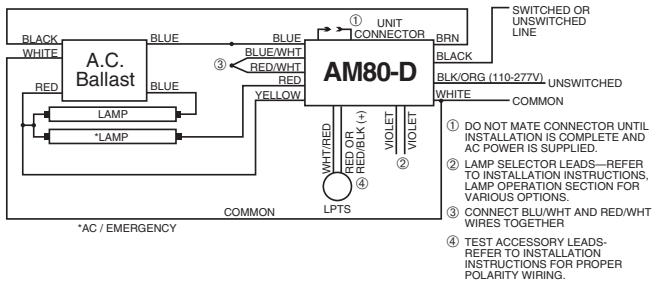 ① UNIT CONNECTOR
SWITCHED OR UNSWITCHED LINE
BLACK
WHITE
BLUE
BLUE
BRN
A.C. Ballast
③
BLUE/WHT
RED/WHT
AM80-D
BLACK
BLK/ORG (110-277V)
UNSWITCHED
RED
BLUE
RED
YELLOW
WHITE
COMMON
LAMP
*LAMP
WHT/RED
RED OR RED/BLK (+)
VIOLET
VIOLET
②
④
LPTS
COMMON
*AC / EMERGENCY
① DO NOT MATE CONNECTOR UNTIL
INSTALLATION IS COMPLETE AND
AC POWER IS SUPPLIED.
② LAMP SELECTOR LEADS—REFER
TO INSTALLATION INSTRUCTIONS,
LAMP OPERATION SECTION FOR
VARIOUS OPTIONS.
③ CONNECT BLU/WHT AND RED/WHT
WIRES TOGETHER
④ TEST ACCESSORY LEADS-
REFER TO INSTALLATION
INSTRUCTIONS FOR PROPER
POLARITY WIRING.